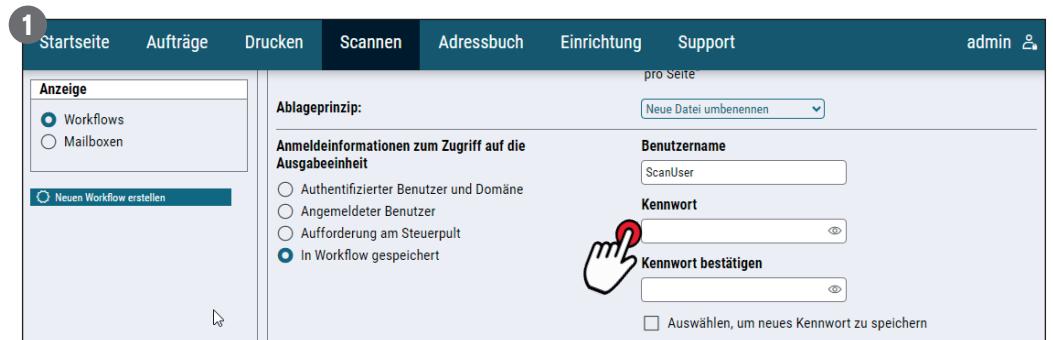 1
Startseite Aufträge Drucken Scannen Adressbuch Einrichtung Support admin
Anzeige
Workflows
Mailboxen
Neuen Workflow erstellen
pro Seite"
Ablageprinzip:
Neue Datei umbenennen
Anmeldeinformationen zum Zugriff auf die
Ausgabeeinheit
Authentifizierter Benutzer und Domäne
Angemeldeter Benutzer
Aufforderung am Steuerpult
In Workflow gespeichert
Benutzername
ScanUser
Kennwort
Kennwort bestätigen
Auswählen, um neues Kennwort zu speichern